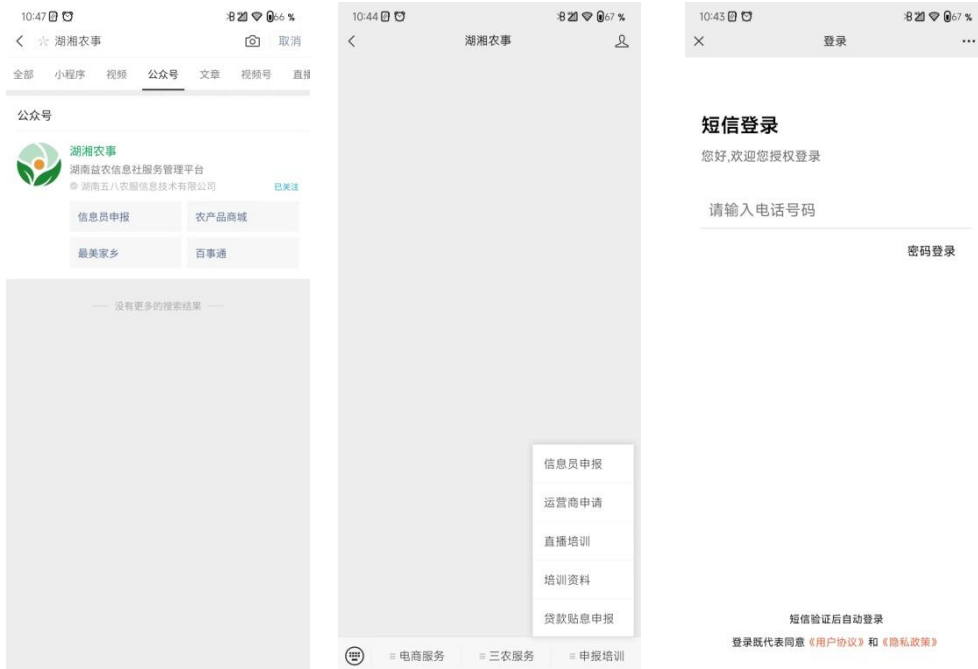 10:47
66 %
湖湘农事
取消
全部 小程序 视频 公众号 文章 视频号 直播
公众号
湖湘农事
湖南益农信息社服务管理平台
湖南五八农服信息技术有限公司 已关注
信息员申报 农产品商城
最美家乡 百事通
没有更多的搜索结果
10:44
67 %
湖湘农事
信息员申报
运营商申请
直播培训
培训资料
贷款贴息申报
电商服务 三农服务 申报培训
10:43
67 %
登录
短信登录
您好,欢迎您授权登录
请输入电话号码
密码登录
短信验证后自动登录
登录既代表同意《用户协议》和《隐私政策》